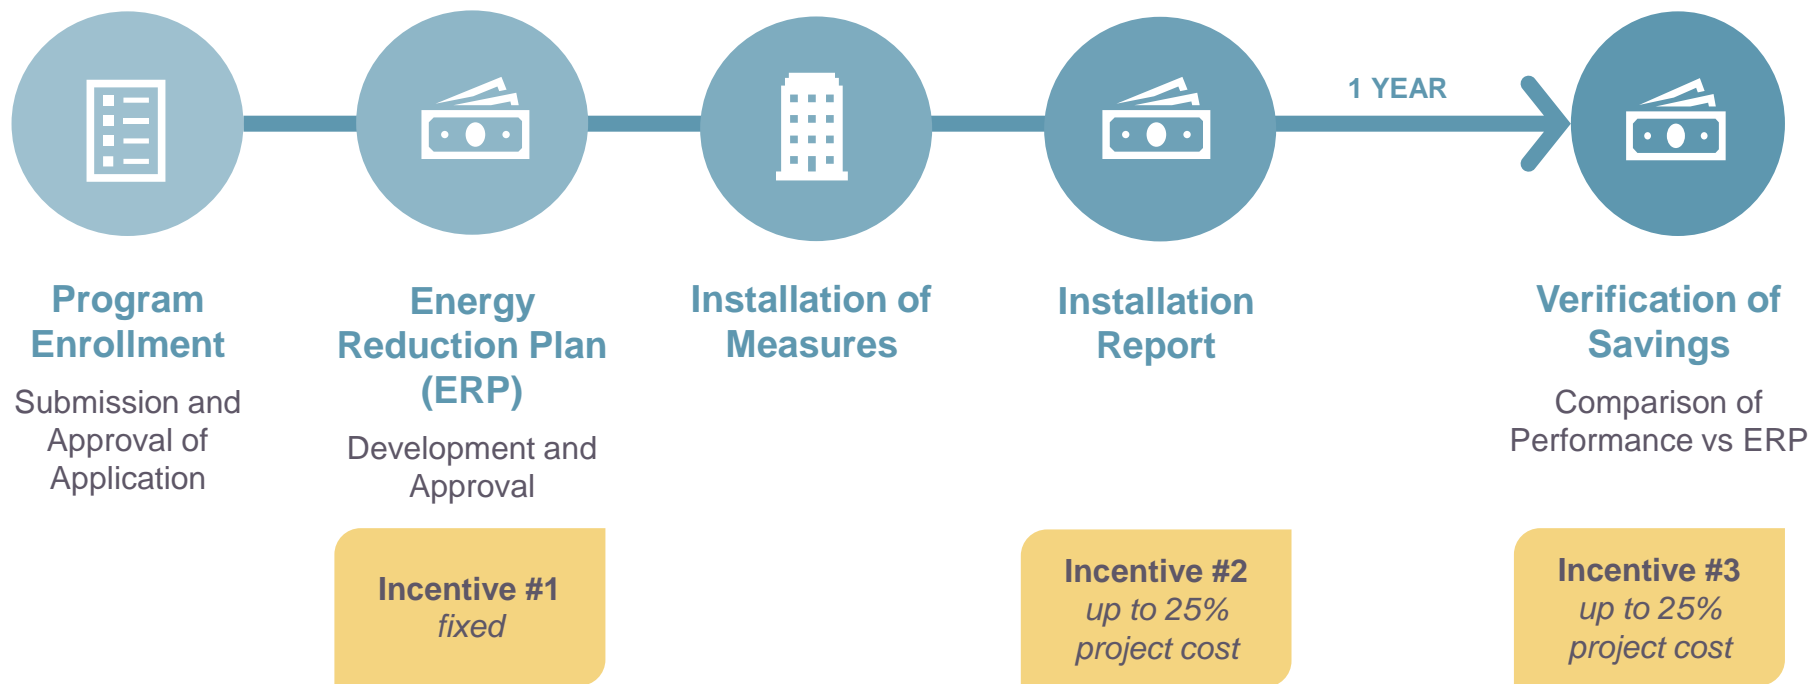 1 YEAR
Program
Enrollment
Submission and
Approval of
Application
Energy
Reduction Plan
(ERP)
Development and
Approval
Incentive #1
fixed
Installation of
Measures
Installation
Report
Incentive #2
up to 25%
project cost
Verification of
Savings
Comparison of
Performance vs ERP
Incentive #3
up to 25%
project cost